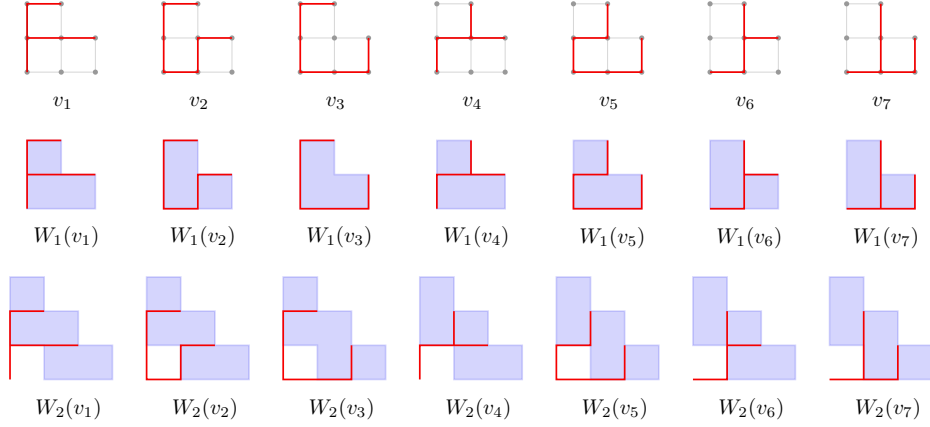 v₁ v₂ v₃ v₄ v₅ v₆ v₇
W₁(v₁) W₁(v₂) W₁(v₃) W₁(v₄) W₁(v₅) W₁(v₆) W₁(v₇)
W₂(v₁) W₂(v₂) W₂(v₃) W₂(v₄) W₂(v₅) W₂(v₆) W₂(v₇)